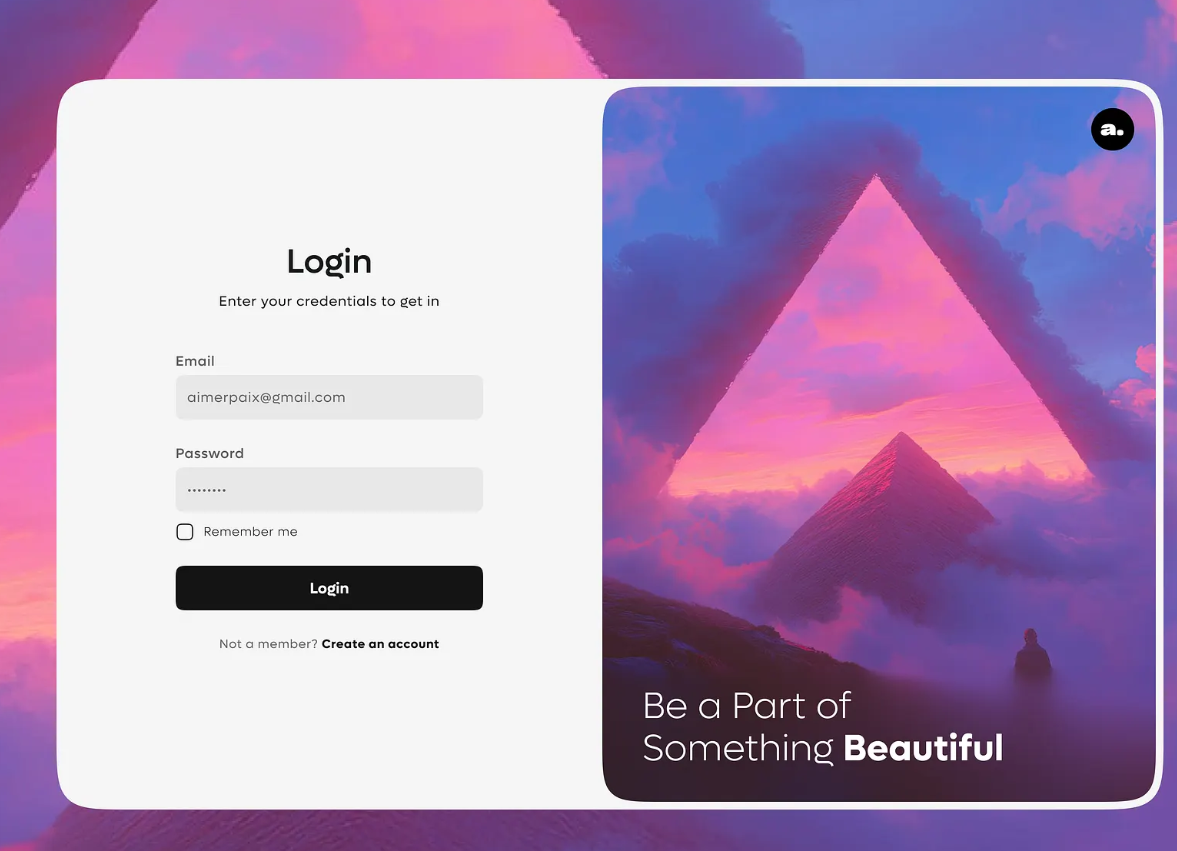 Login
Enter your credentials to get in
Email
aimerpaix@gmail.com
Password
••••••••
Remember me
Login
Not a member? Create an account
a.
Be a Part of
Something Beautiful